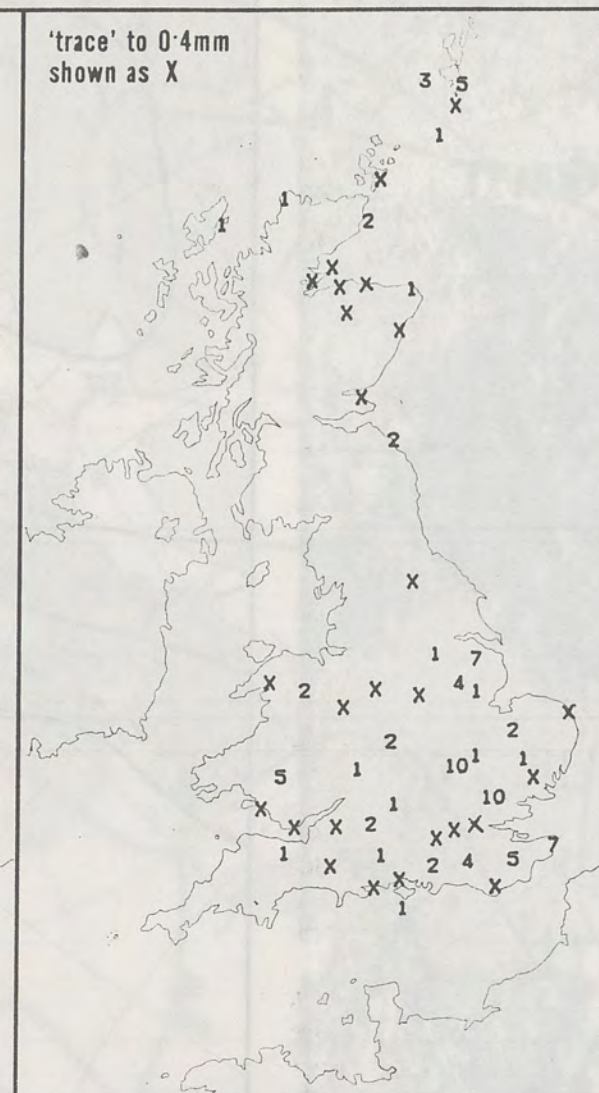 'trace' to 0·4mm
shown as X
3 5
X
1
X
1
1 2
X
X X X 1
X
X
X
2
X
1 7
X 2 X X 4 1
X X
2 2
1 10 1 1
5 X
10
X 1
X X 2 X X X
1 X 1 2 4 5 7
X X X
1